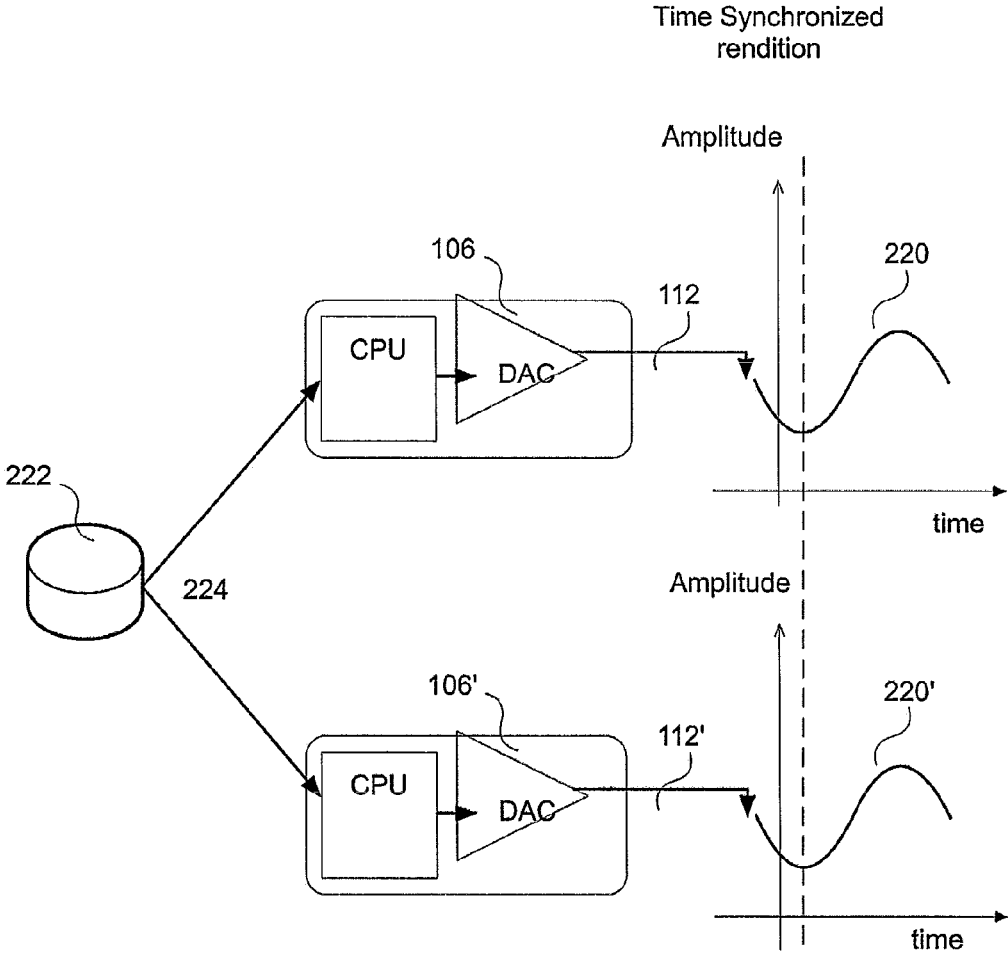 Time Synchronized
rendition
Amplitude
106
220
112
CPU
DAC
222
time
224
Amplitude
106'
220'
112'
CPU
DAC
time